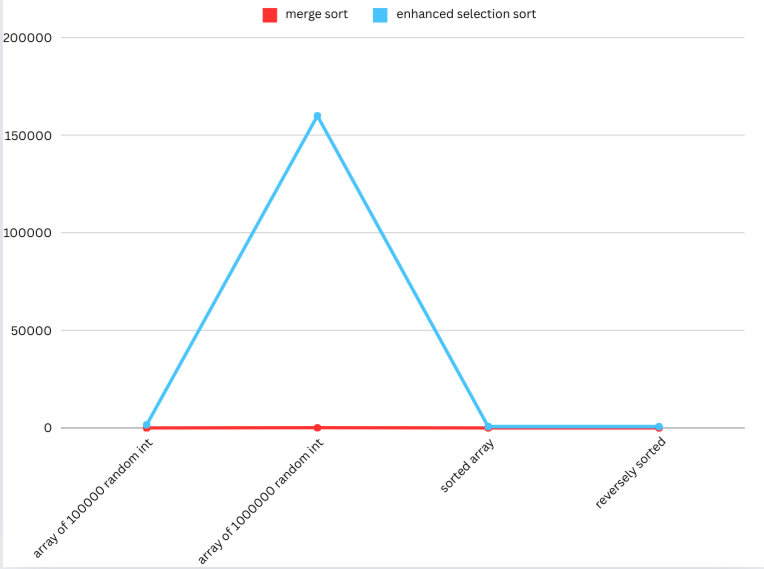 merge sort
enhanced selection sort
200000
150000
100000
50000
0
array of 100000 random int
array of 1000000 random int
sorted array
reversely sorted